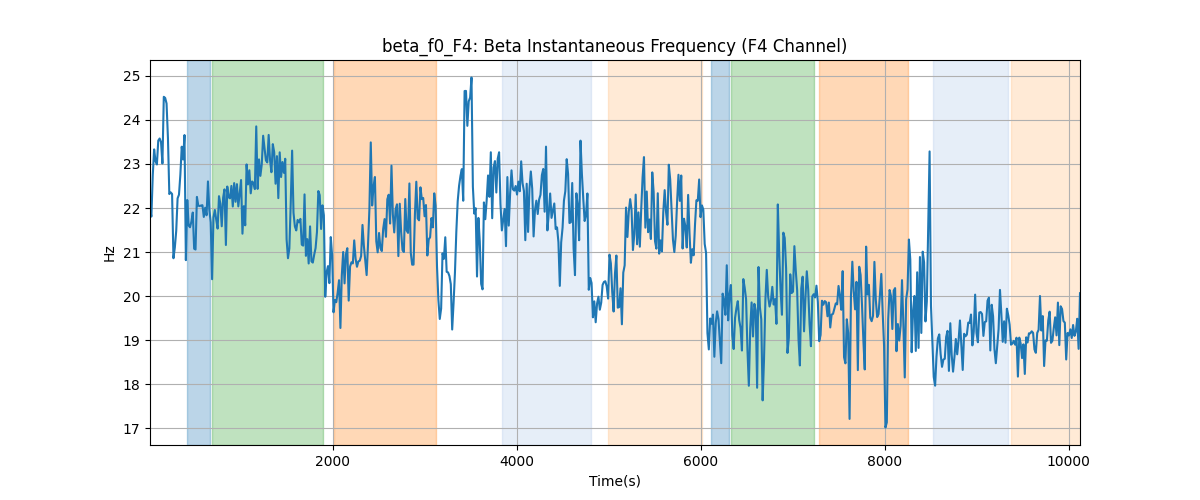 beta_f0_F4: Beta Instantaneous Frequency (F4 Channel)
25
24
23
22
21
20
19
18
17
Hz
2000 4000 6000 8000 10000
Time(s)